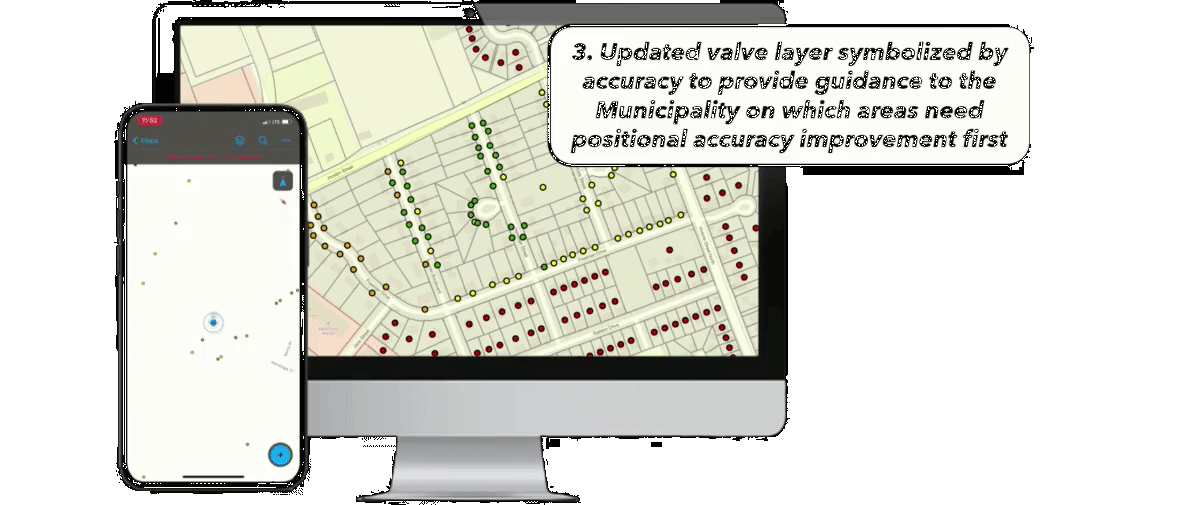 3. Updated valve layer symbolized by
accuracy to provide guidance to the
Municipality on which areas need
positional accuracy improvement first
11:52
LTE
Maps